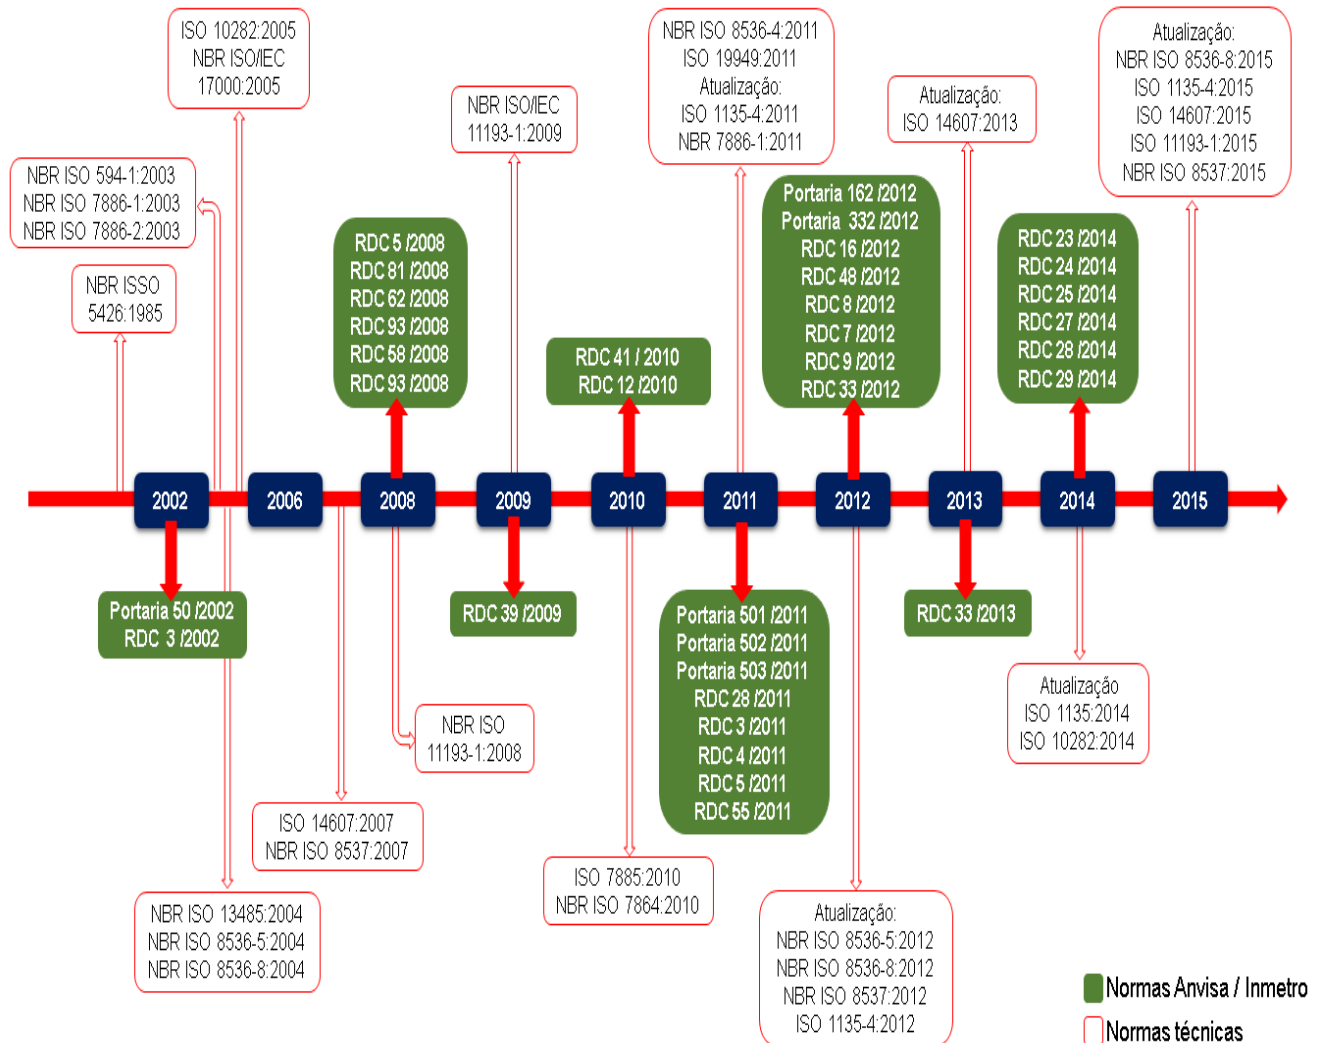 ISO 10282:2005
NBR ISO/IEC
17000:2005
NBR ISO 594-1:2003
NBR ISO 7886-1:2003
NBR ISO 7886-2:2003
NBR ISSO
5426:1985
RDC 5 /2008
RDC 81 /2008
RDC 62 /2008
RDC 93 /2008
RDC 58 /2008
RDC 93 /2008
NBR ISO/IEC
11193-1:2009
RDC 41 / 2010
RDC 12 /2010
NBR ISO 8536-4:2011
ISO 19949:2011
Atualização:
ISO 1135-4:2011
NBR 7886-1:2011
Portaria 162 /2012
Portaria 332 /2012
RDC 16 /2012
RDC 48 /2012
RDC 8 /2012
RDC 7 /2012
RDC 9 /2012
RDC 33 /2012
Atualização:
ISO 14607:2013
RDC 23 /2014
RDC 24 /2014
RDC 25 /2014
RDC 27 /2014
RDC 28 /2014
RDC 29 /2014
Atualização:
NBR ISO 8536-8:2015
ISO 1135-4:2015
ISO 14607:2015
ISO 11193-1:2015
NBR ISO 8537:2015
2002
2006
2008
2009
2010
2011
2012
2013
2014
2015
Portaria 50 /2002
RDC 3 /2002
NBR ISO 13485:2004
NBR ISO 8536-5:2004
NBR ISO 8536-8:2004
ISO 14607:2007
NBR ISO 8537:2007
NBR ISO
11193-1:2008
RDC 39 /2009
ISO 7885:2010
NBR ISO 7864:2010
Portaria 501 /2011
Portaria 502 /2011
Portaria 503 /2011
RDC 28 /2011
RDC 3 /2011
RDC 4 /2011
RDC 5 /2011
RDC 55 /2011
Atualização:
NBR ISO 8536-5:2012
NBR ISO 8536-8:2012
NBR ISO 8537:2012
ISO 1135-4:2012
RDC 33 /2013
Atualização
ISO 1135:2014
ISO 10282:2014
Normas Anvisa / Inmetro
Normas técnicas